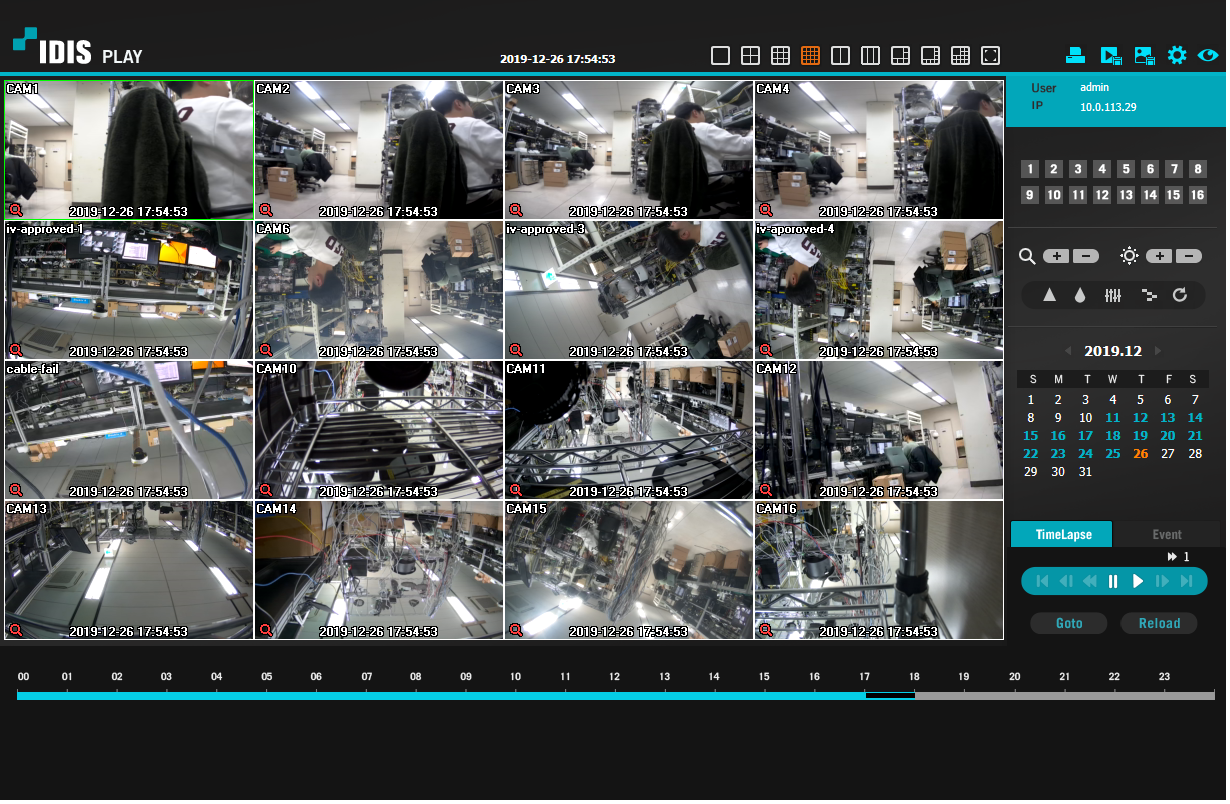 IDIS PLAY
2019-12-26 17:54:53
User admin
IP 10.0.113.29
CAM1 CAM2 CAM3 CAM4
2019-12-26 17:54:53 2019-12-26 17:54:53 2019-12-26 17:54:53 2019-12-26 17:54:53
iv-approved-1 CAM6 iv-approved-3 iv-aporoved-4
2019-12-26 17:54:53 2019-12-26 17:54:53 2019-12-26 17:54:53 2019-12-26 17:54:53
cable-fail CAM10 CAM11 CAM12
2019-12-26 17:54:53 2019-12-26 17:54:53 2019-12-26 17:54:53 2019-12-26 17:54:53
CAM13 CAM14 CAM15 CAM16
2019-12-26 17:54:53 2019-12-26 17:54:53 2019-12-26 17:54:53 2019-12-26 17:54:53
1 2 3 4 5 6 7 8
9 10 11 12 13 14 15 16
2019.12
S M T W T F S
1 2 3 4 5 6 7
8 9 10 11 12 13 14
15 16 17 18 19 20 21
22 23 24 25 26 27 28
29 30 31
TimeLapse Event
1
Goto Reload
00 01 02 03 04 05 06 07 08 09 10 11 12 13 14 15 16 17 18 19 20 21 22 23